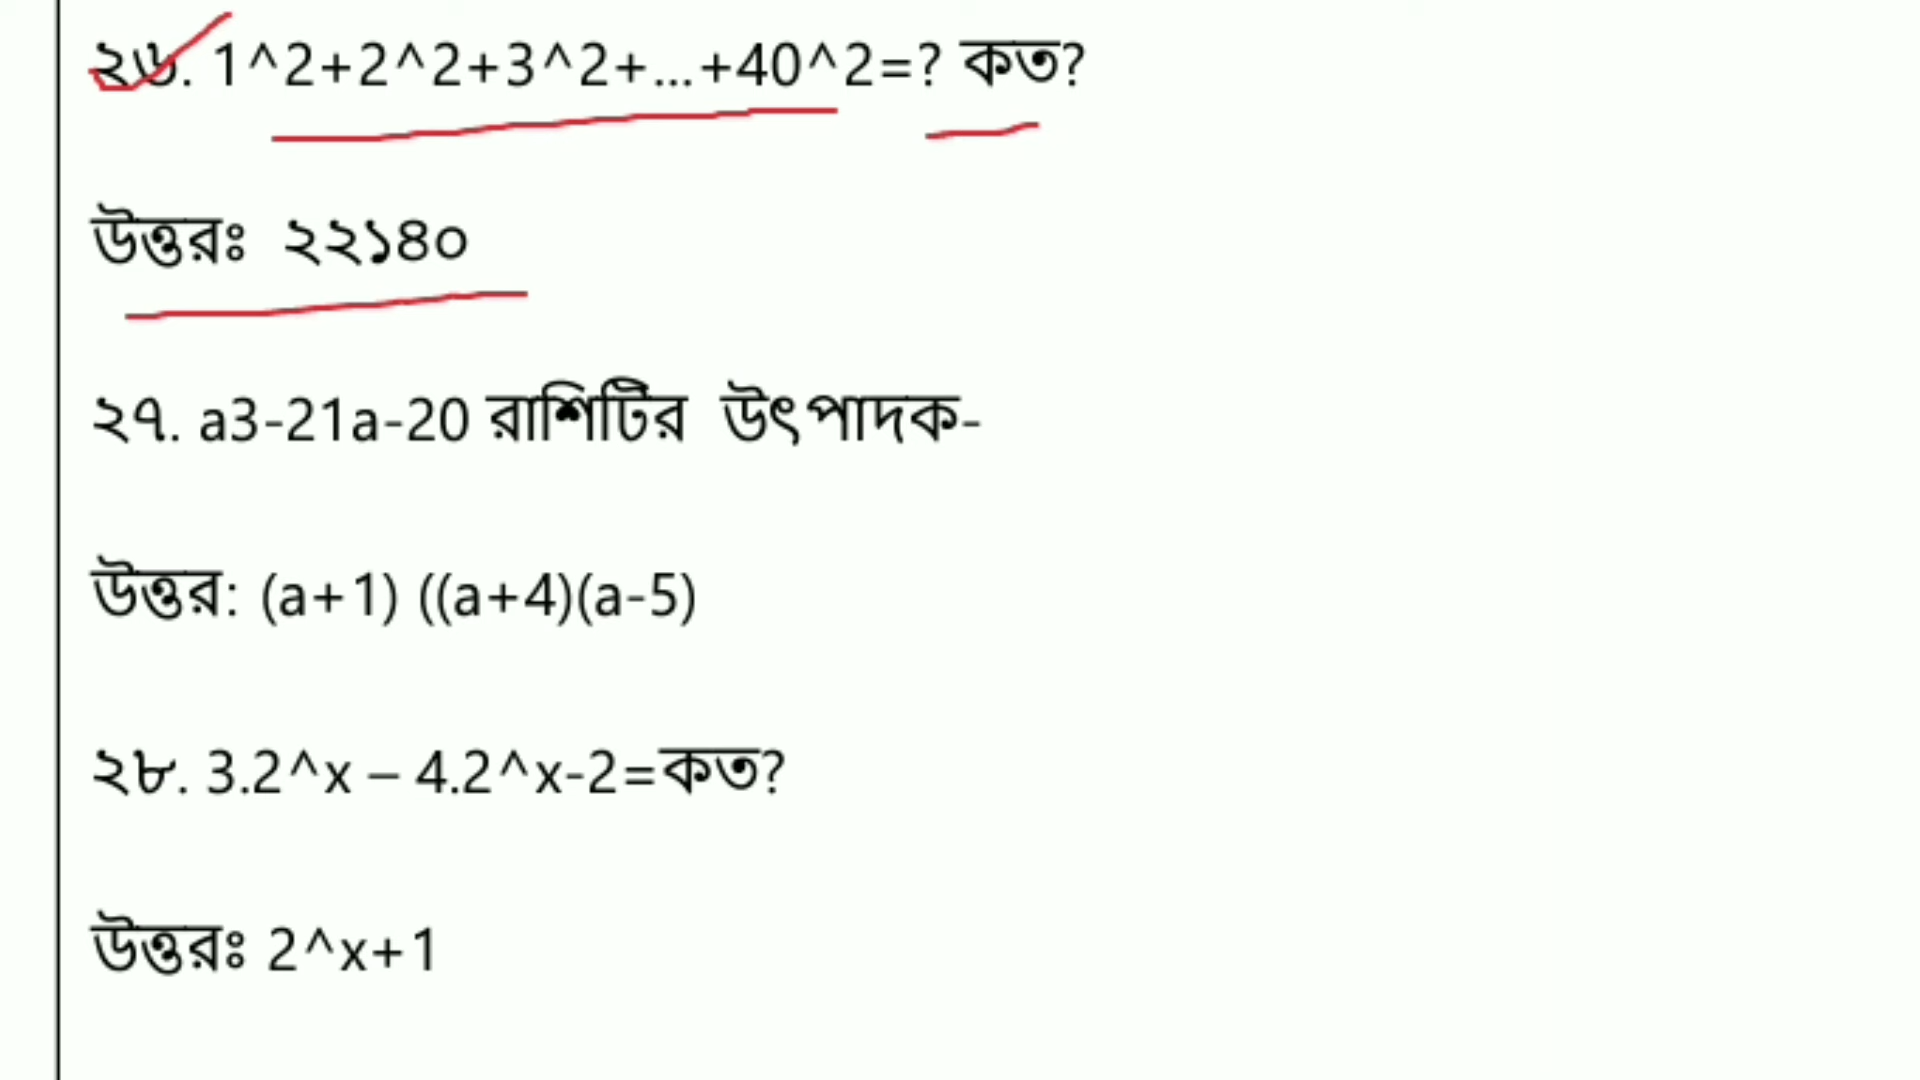 ২৬. 1^2+2^2+3^2+...+40^2=? কত?
উত্তরঃ ২২১৪০
২৭. a3-21a-20 রাশিটির উৎপাদক-
উত্তর: (a+1) ((a+4)(a-5)
২৮. 3.2^x – 4.2^x-2=কত?
উত্তরঃ 2^x+1